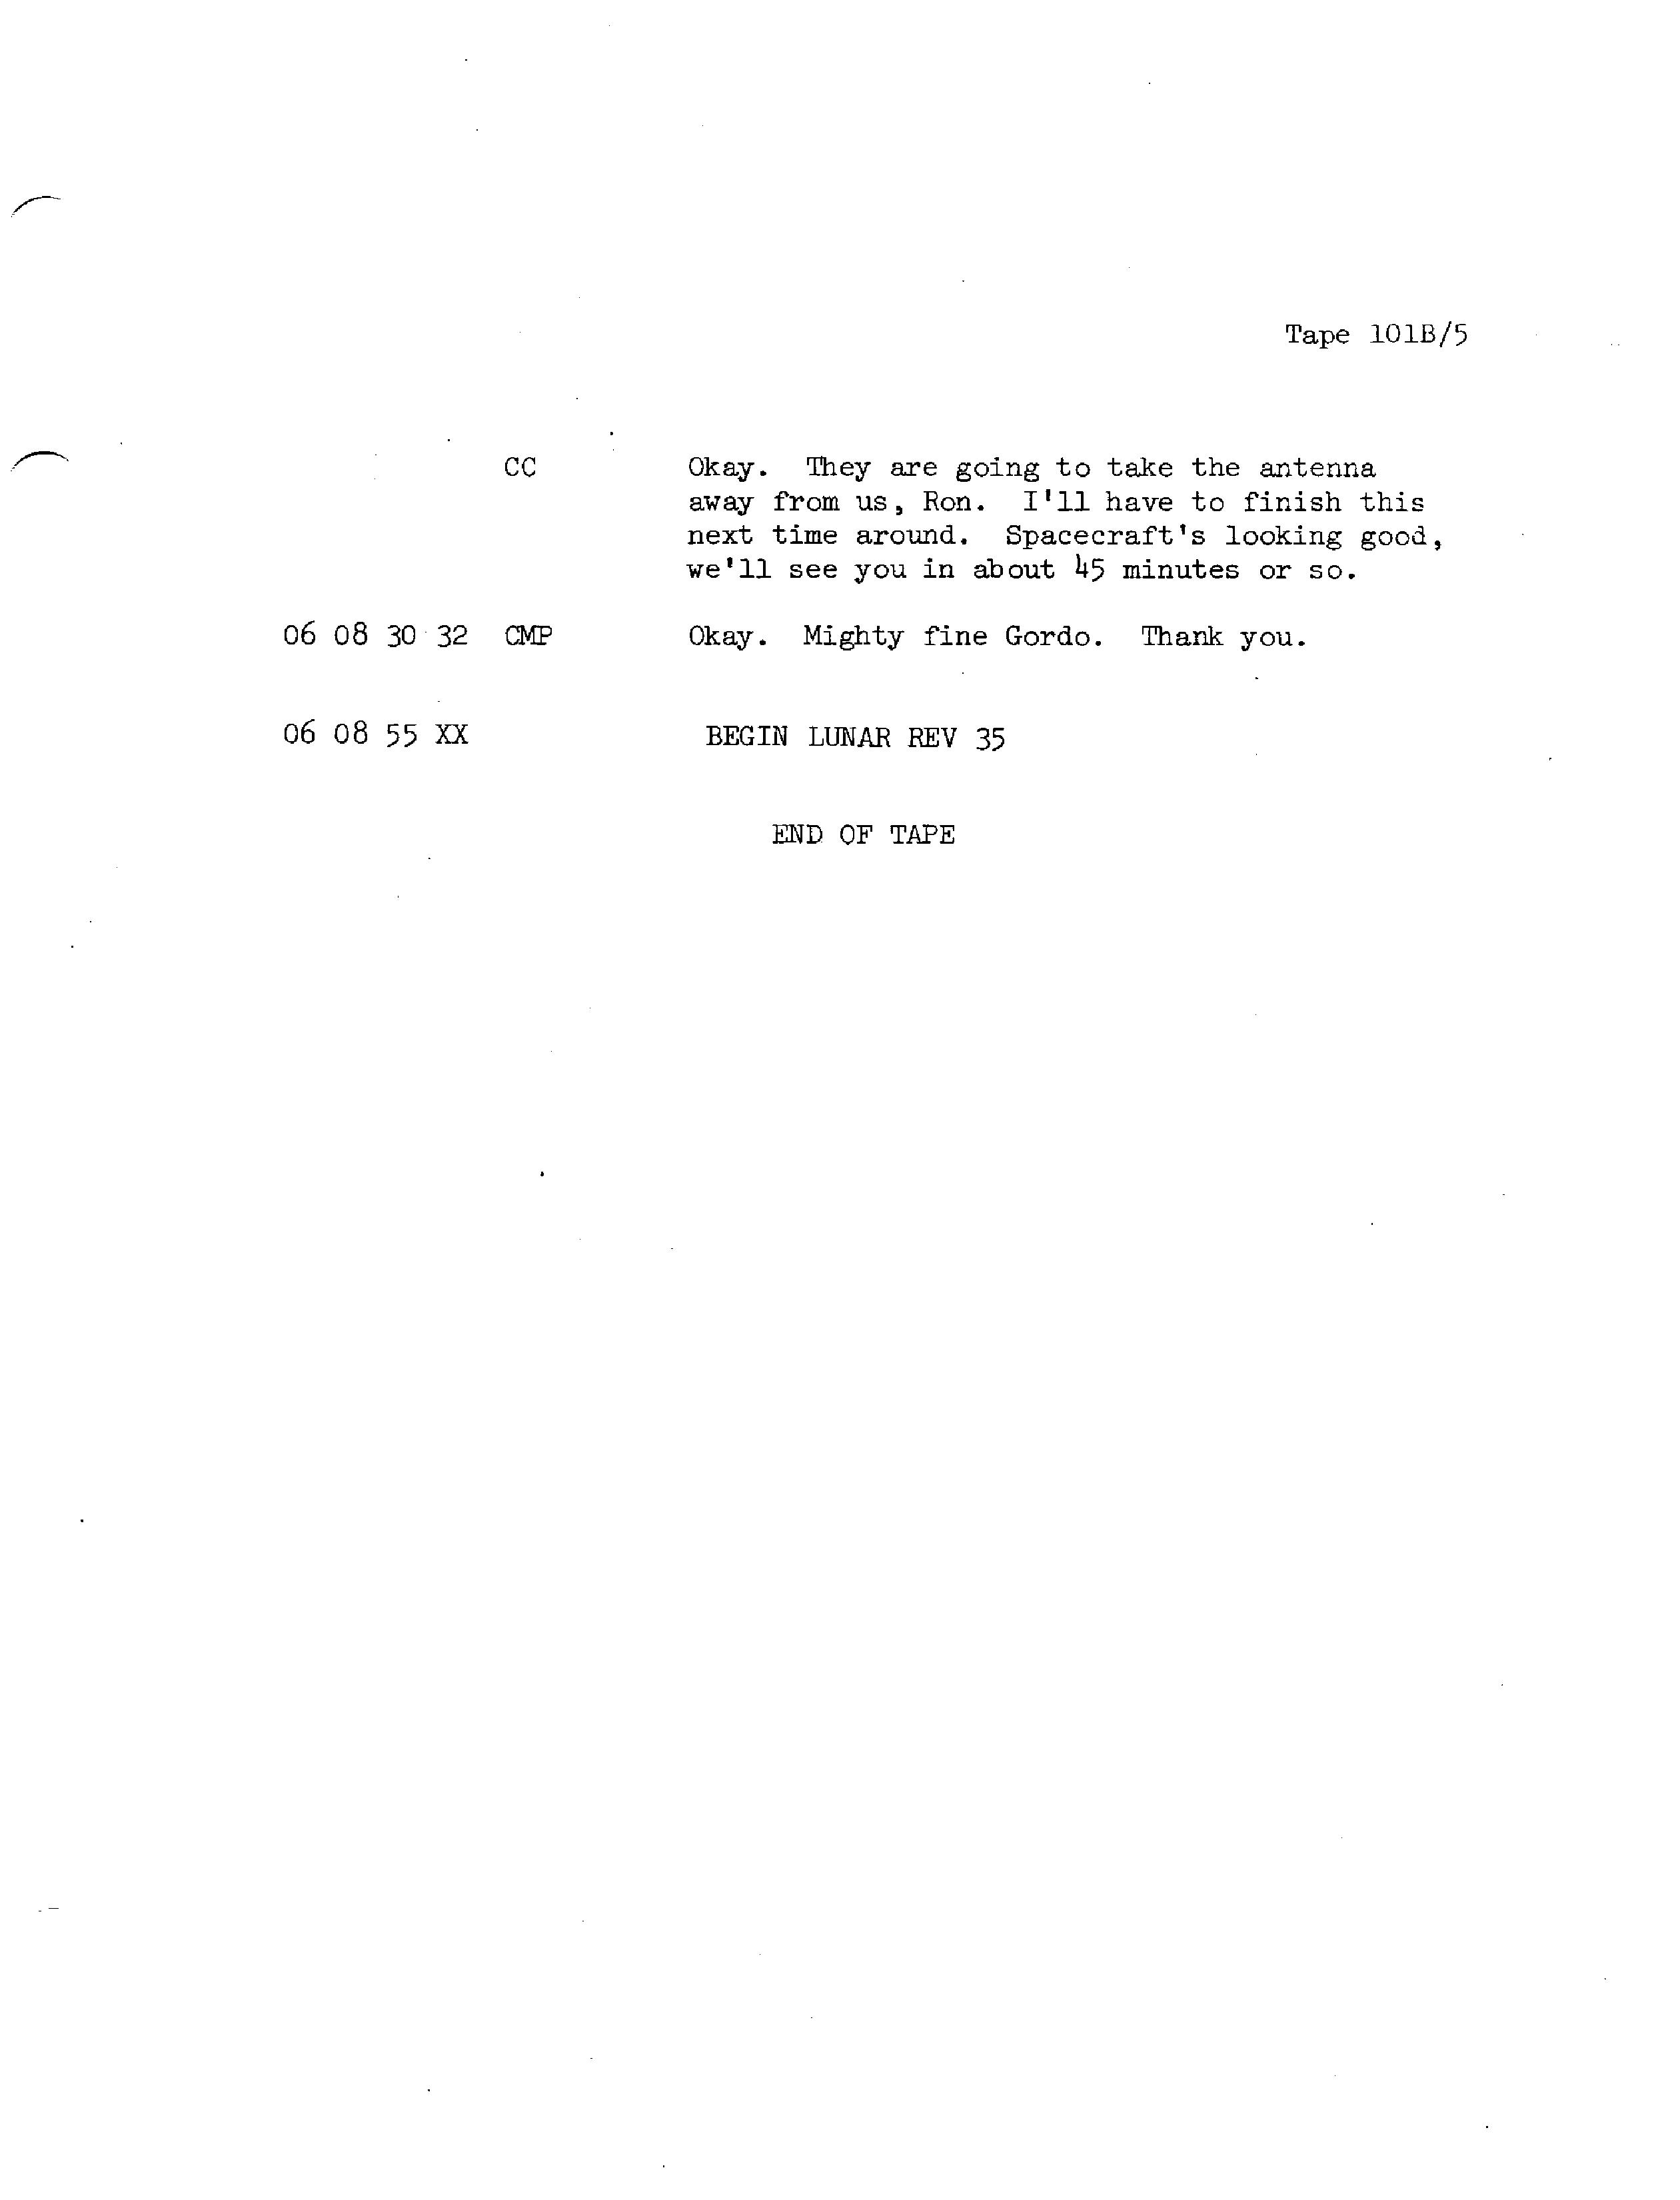 Tape 101B/5
CC Okay. They are going to take the antenna
away from us, Ron. I'll have to finish this
next time around. Spacecraft's looking good,
we'll see you in about 45 minutes or so.
06 08 30 32 CMP Okay. Mighty fine Gordo. Thank you.
06 08 55 XX BEGIN LUNAR REV 35
END OF TAPE